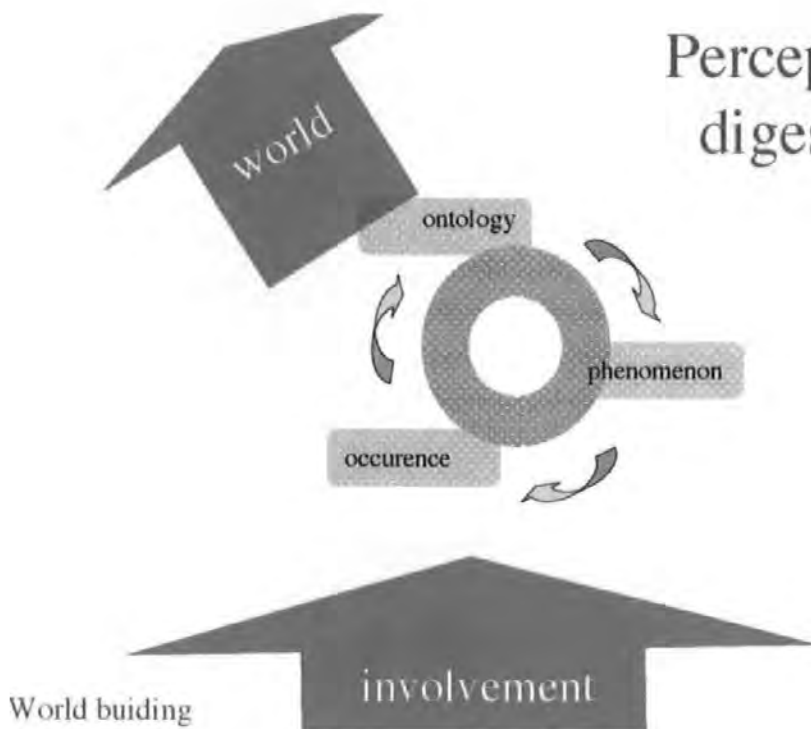 Percep
diges
world
ontology
phenomenon
occurence
involvement
World buiding